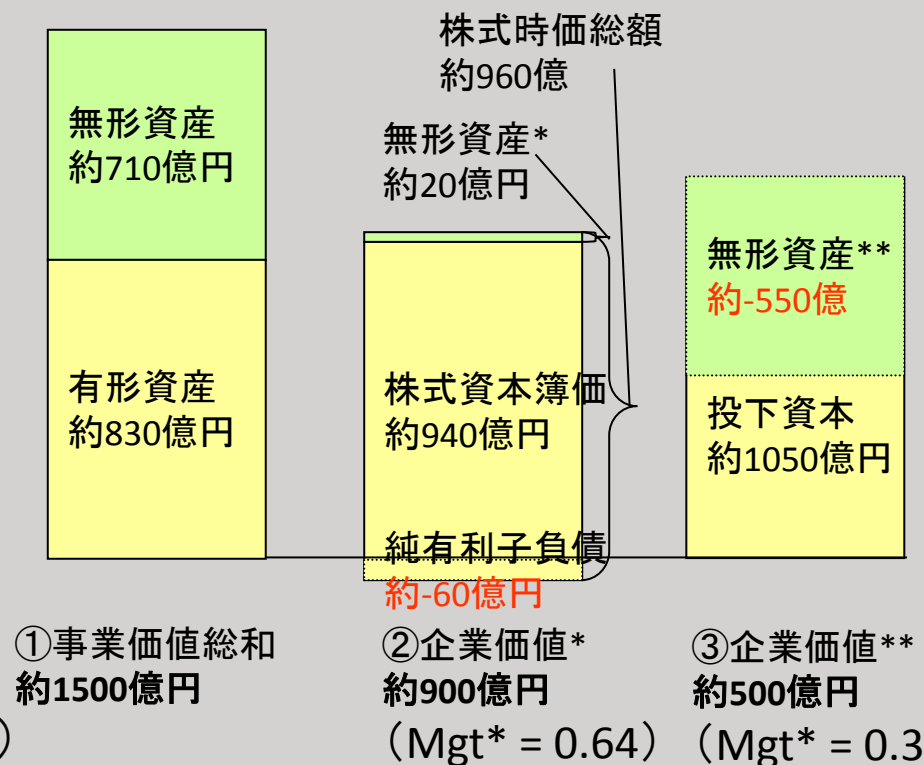 株式時価総額
約960億
無形資産
約710億円
無形資産*
約20億円
無形資産**
約-550億
有形資産
約830億円
株式資本簿価
約940億円
投下資本
約1050億円
純有利子負債
約-60億円
①事業価値総和
約1500億円
②企業価値*
約900億円
③企業価値**
約500億円
)
（Mgt* = 0.64）
（Mgt* = 0.3